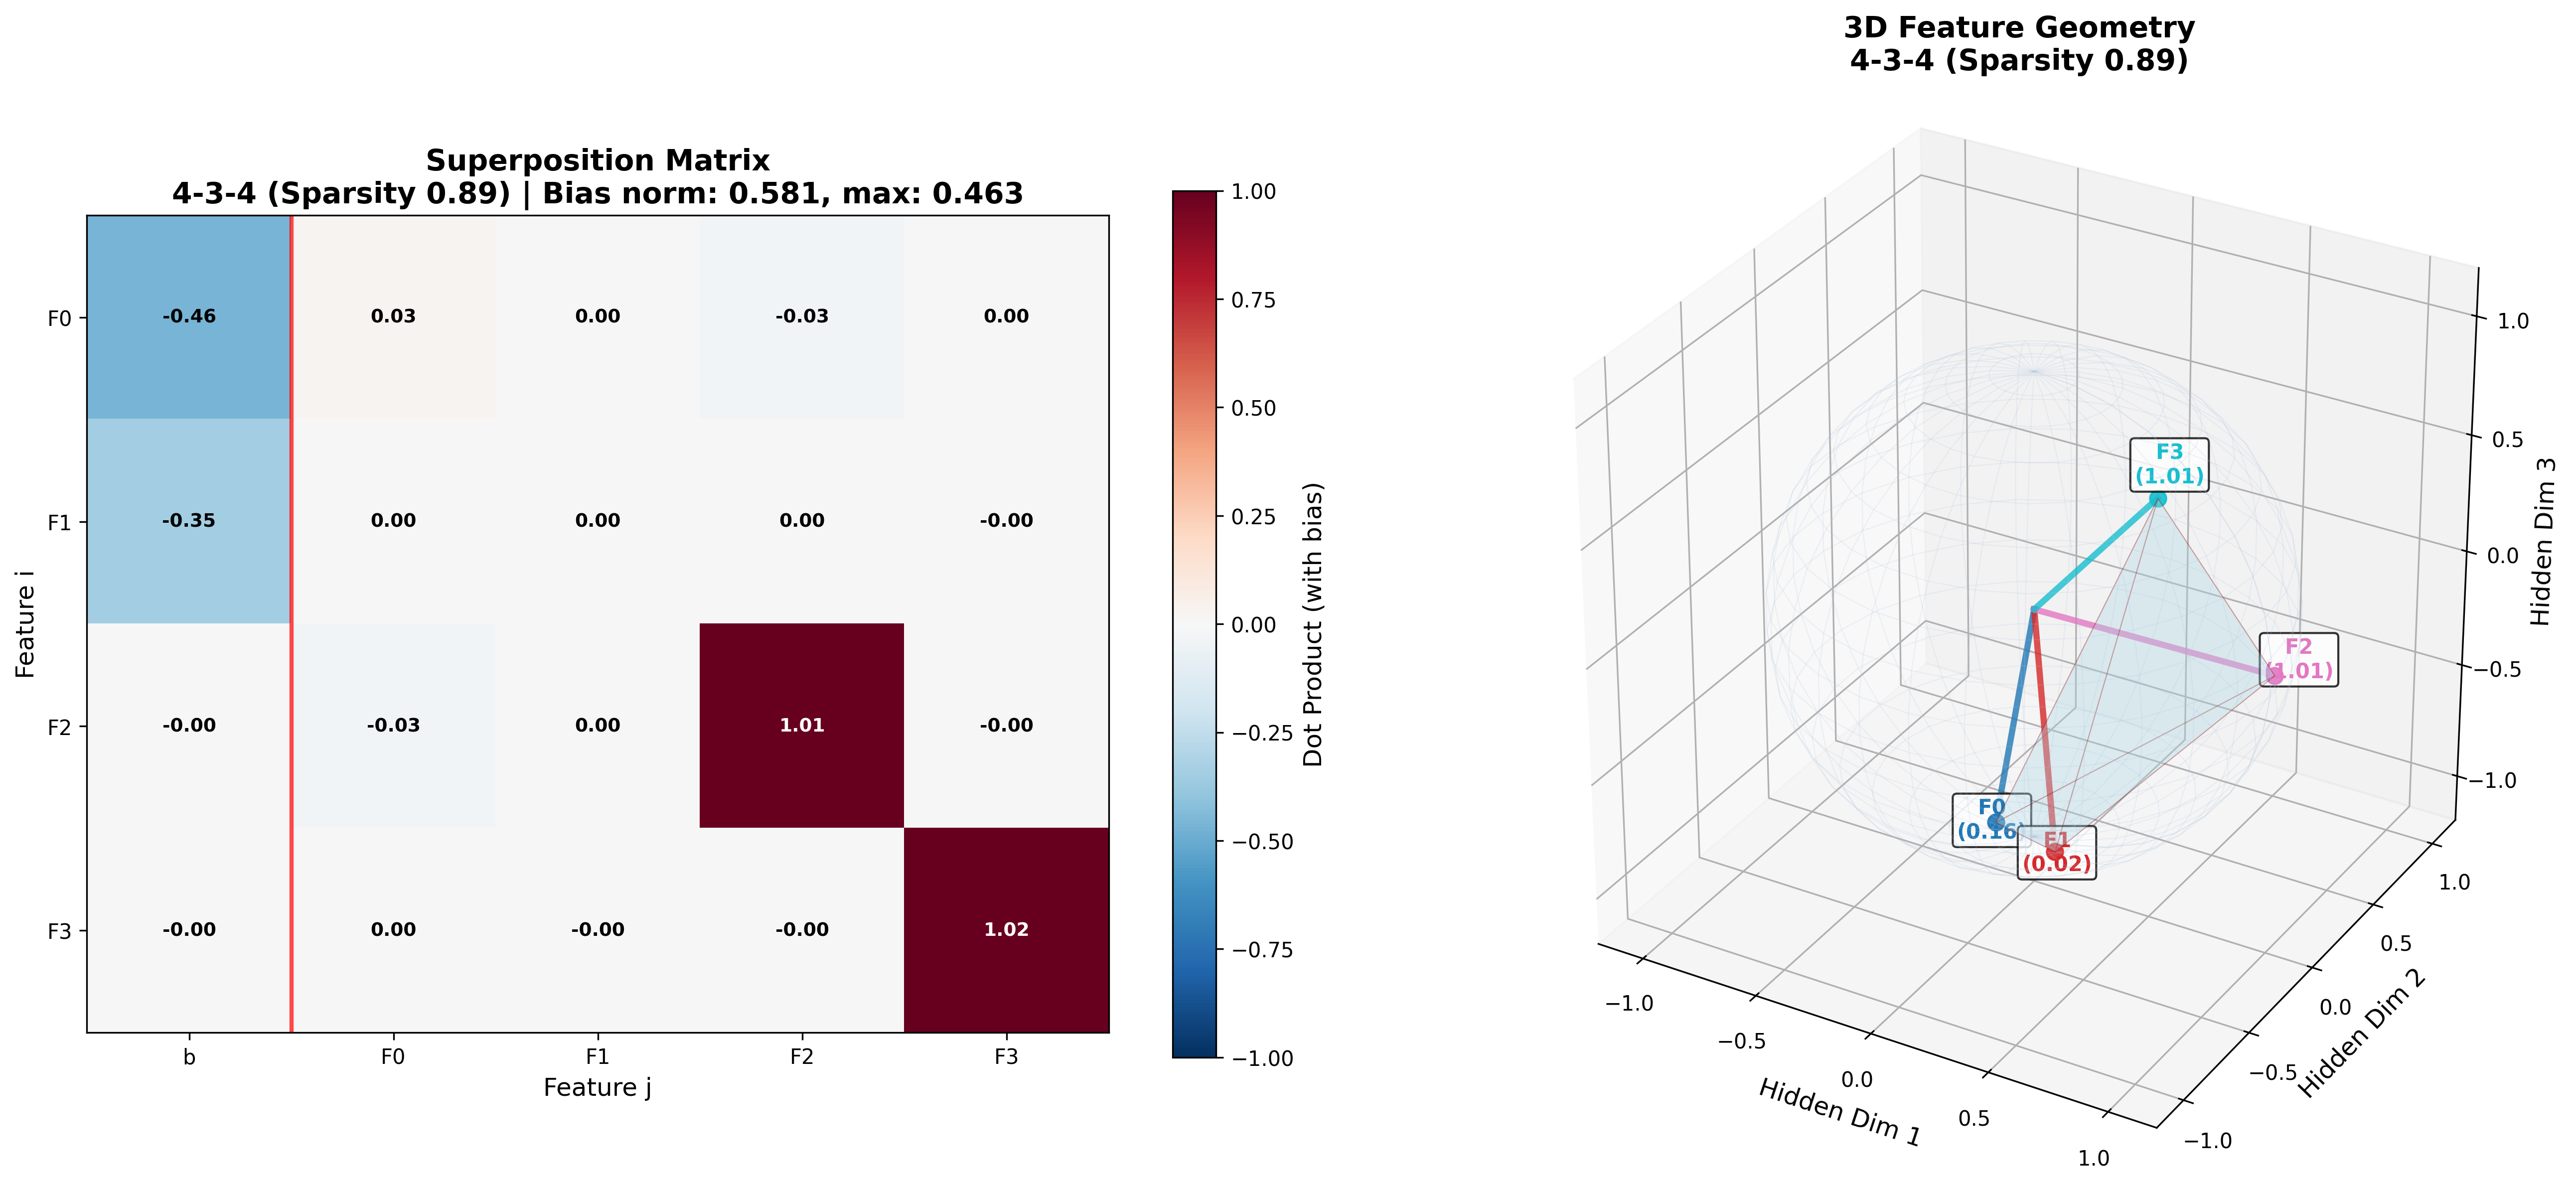 Superposition Matrix
4-3-4 (Sparsity 0.89) | Bias norm: 0.581, max: 0.463
Feature i
F0
F1
F2
F3
-0.46 0.03 0.00 -0.03 0.00
-0.35 0.00 0.00 0.00 -0.00
-0.00 -0.03 0.00 1.01 -0.00
-0.00 0.00 -0.00 -0.00 1.02
b F0 F1 F2 F3
Feature j
1.00
0.75
0.50
0.25
0.00
−0.25
−0.50
−0.75
−1.00
Dot Product (with bias)
3D Feature Geometry
4-3-4 (Sparsity 0.89)
F3
(1.01)
F2
(1.01)
F0
(0.16)
F1
(0.02)
1.0
0.5
0.0
−0.5
−1.0
Hidden Dim 3
1.0
0.5
0.0
−0.5
−1.0
Hidden Dim 2
−1.0
−0.5
0.0
0.5
1.0
Hidden Dim 1